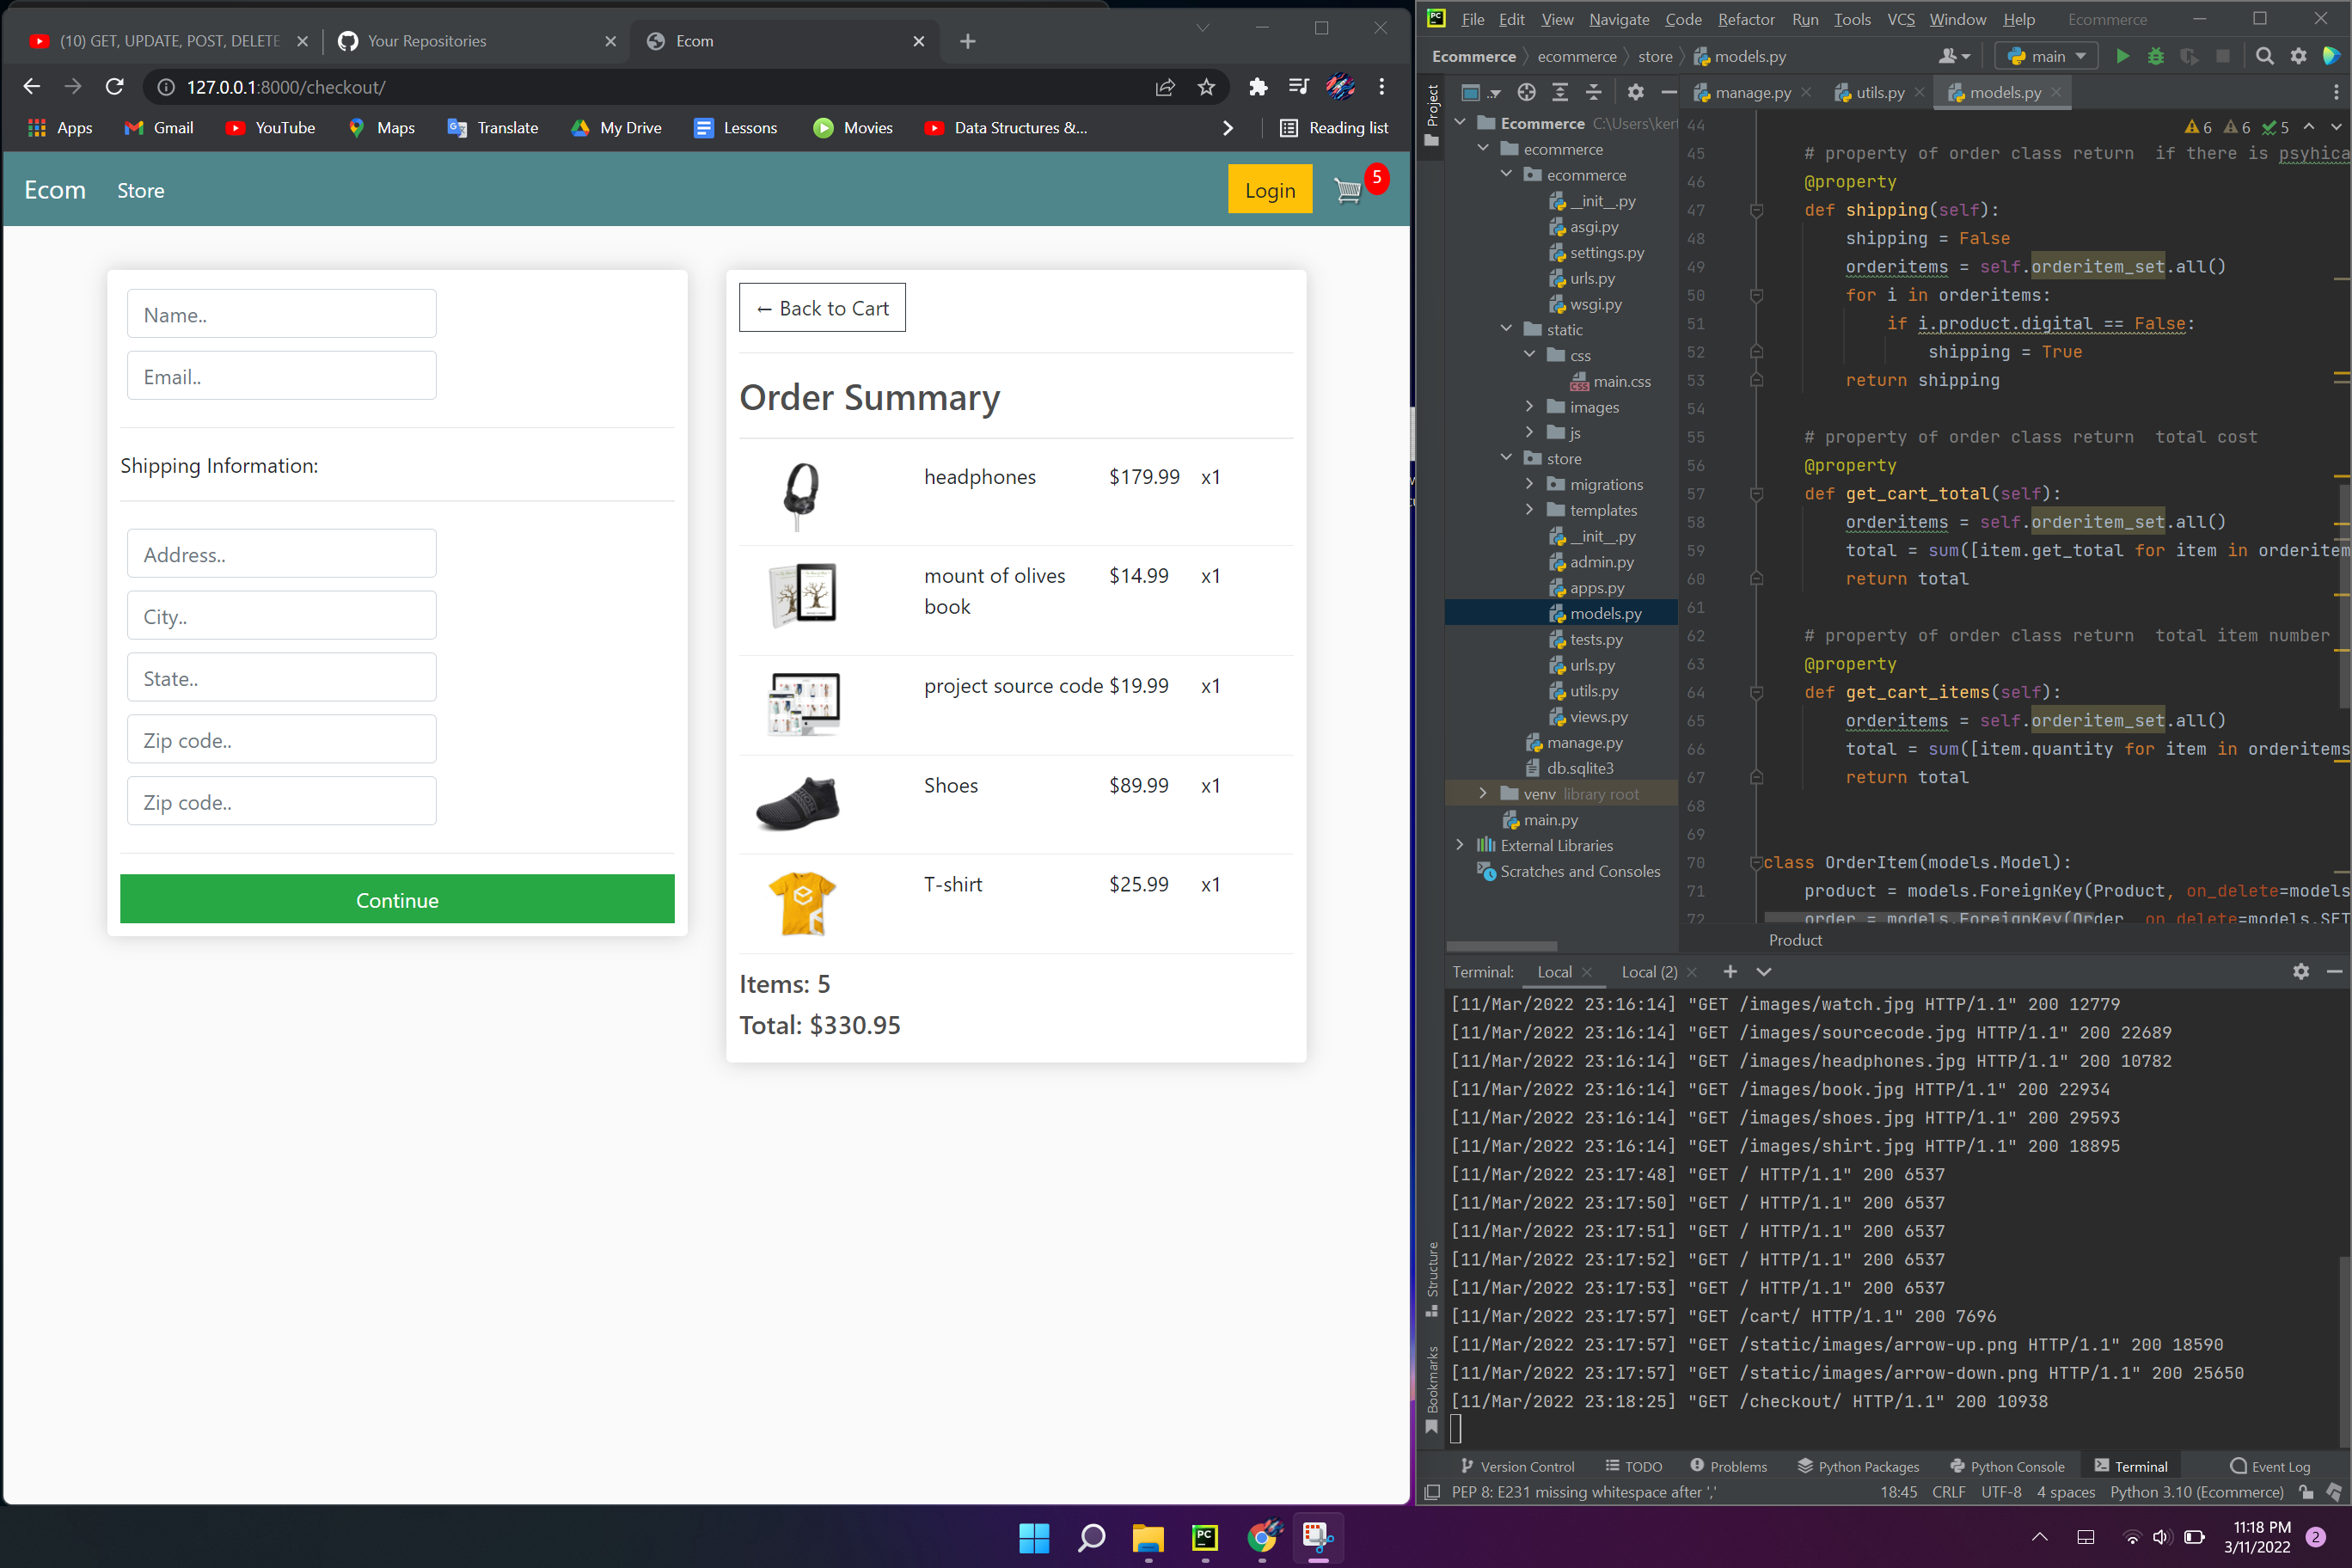 (10) GET, UPDATE, POST, DELETE
Your Repositories
Ecom
127.0.0.1:8000/checkout/
Apps
Gmail
YouTube
Maps
Translate
My Drive
Lessons
Movies
Data Structures &...
Reading list
Ecom
Store
Login
5
Name..
Email..
Shipping Information:
Address..
City..
State..
Zip code..
Zip code..
Continue
← Back to Cart
Order Summary
headphones $179.99 x1
mount of olives $14.99 x1
book
project source code $19.99 x1
Shoes $89.99 x1
T-shirt $25.99 x1
Items: 5
Total: $330.95
File Edit View Navigate Code Refactor Run Tools VCS Window Help Ecommerce
Ecommerce ecommerce store models.py
main
Project
manage.py
utils.py
models.py
Ecommerce C:\Users\ker
ecommerce
ecommerce
__init__.py
asgi.py
settings.py
urls.py
wsgi.py
static
css
main.css
images
js
store
migrations
templates
__init__.py
admin.py
apps.py
models.py
tests.py
urls.py
utils.py
views.py
manage.py
db.sqlite3
venv library root
main.py
External Libraries
Scratches and Consoles
6 6 5
44
45 # property of order class return  if there is psyhica
46 @property
47 def shipping(self):
48 shipping = False
49 orderitems = self.orderitem_set.all()
50 for i in orderitems:
51 if i.product.digital == False:
52 shipping = True
53 return shipping
54
55 # property of order class return  total cost
56 @property
57 def get_cart_total(self):
58 orderitems = self.orderitem_set.all()
59 total = sum([item.get_total for item in orderitem
60 return total
61
62 # property of order class return  total item number
63 @property
64 def get_cart_items(self):
65 orderitems = self.orderitem_set.all()
66 total = sum([item.quantity for item in orderitems
67 return total
68
69
70 class OrderItem(models.Model):
71 product = models.ForeignKey(Product, on_delete=models
72 order = models.ForeignKey(Order, on_delete=models.SET
Product
Terminal: Local Local (2)
[11/Mar/2022 23:16:14] "GET /images/watch.jpg HTTP/1.1" 200 12779
[11/Mar/2022 23:16:14] "GET /images/sourcecode.jpg HTTP/1.1" 200 22689
[11/Mar/2022 23:16:14] "GET /images/headphones.jpg HTTP/1.1" 200 10782
[11/Mar/2022 23:16:14] "GET /images/book.jpg HTTP/1.1" 200 22934
[11/Mar/2022 23:16:14] "GET /images/shoes.jpg HTTP/1.1" 200 29593
[11/Mar/2022 23:16:14] "GET /images/shirt.jpg HTTP/1.1" 200 18895
[11/Mar/2022 23:17:48] "GET / HTTP/1.1" 200 6537
[11/Mar/2022 23:17:50] "GET / HTTP/1.1" 200 6537
[11/Mar/2022 23:17:51] "GET / HTTP/1.1" 200 6537
[11/Mar/2022 23:17:52] "GET / HTTP/1.1" 200 6537
[11/Mar/2022 23:17:53] "GET / HTTP/1.1" 200 6537
[11/Mar/2022 23:17:57] "GET /cart/ HTTP/1.1" 200 7696
[11/Mar/2022 23:17:57] "GET /static/images/arrow-up.png HTTP/1.1" 200 18590
[11/Mar/2022 23:17:57] "GET /static/images/arrow-down.png HTTP/1.1" 200 25650
[11/Mar/2022 23:18:25] "GET /checkout/ HTTP/1.1" 200 10938
Structure
Bookmarks
Version Control TODO Problems Python Packages Python Console Terminal Event Log
PEP 8: E231 missing whitespace after ',' 18:45 CRLF UTF-8 4 spaces Python 3.10 (Ecommerce)
11:18 PM
3/11/2022
2